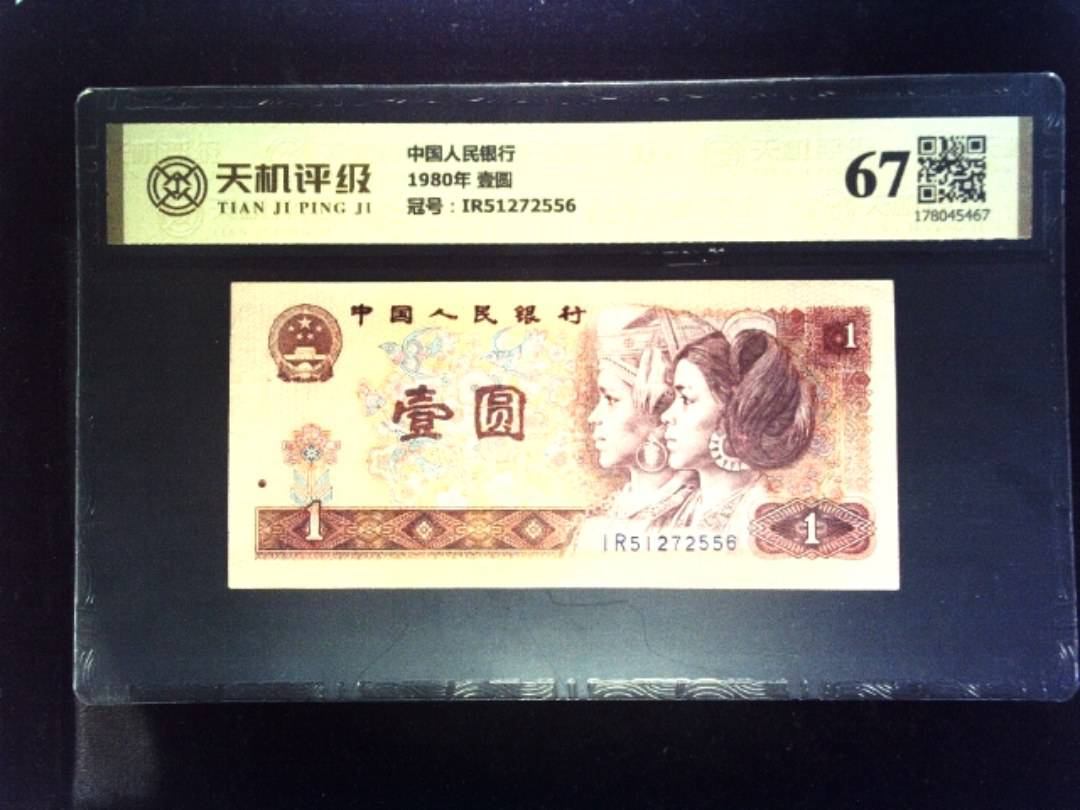 天机评级
TIAN JI PING JI
中国人民银行
1980年 壹圆
冠号：IR51272556
67
178045467
中国人民银行
1
壹圆
1
IR51272556
1